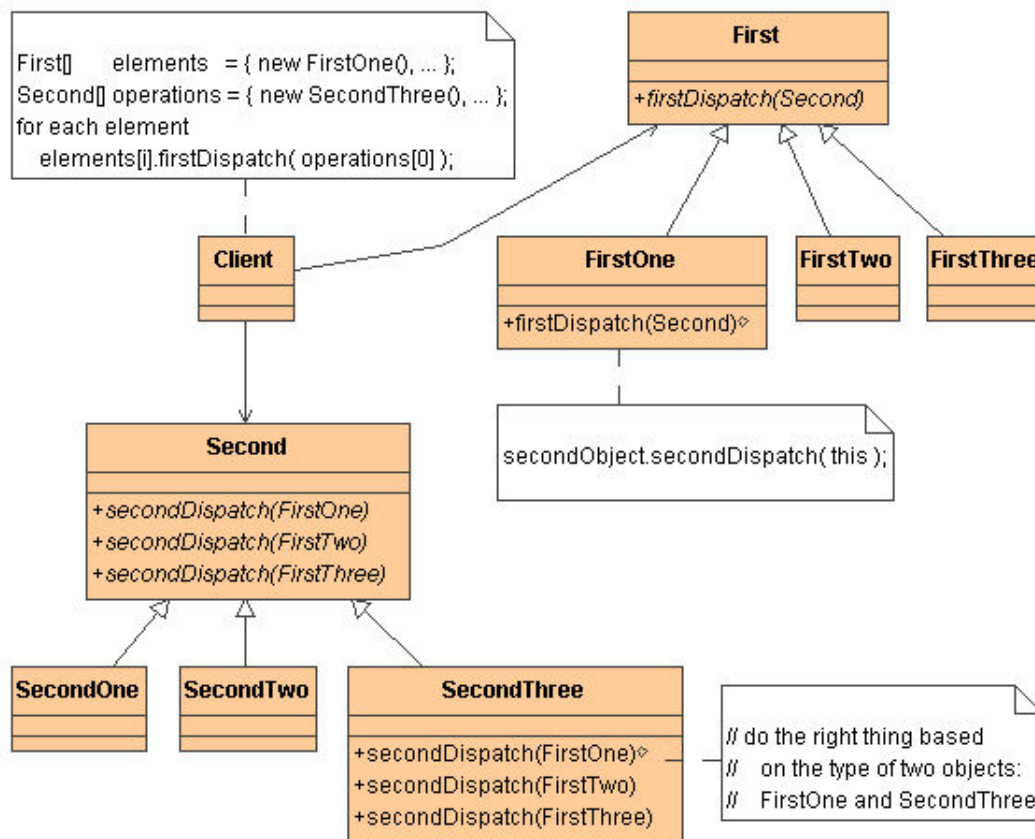 First[] elements = { new FirstOne(), ... };
Second[] operations = { new SecondThree(), ... };
for each element
elements[i].firstDispatch( operations[0] );
First
+firstDispatch(Second)
Client
FirstOne
+firstDispatch(Second)
FirstTwo
FirstThree
secondObject.secondDispatch( this );
Second
+secondDispatch(FirstOne)
+secondDispatch(FirstTwo)
+secondDispatch(FirstThree)
SecondOne
SecondTwo
SecondThree
+secondDispatch(FirstOne)
+secondDispatch(FirstTwo)
+secondDispatch(FirstThree)
// do the right thing based
// on the type of two objects:
// FirstOne and SecondThree